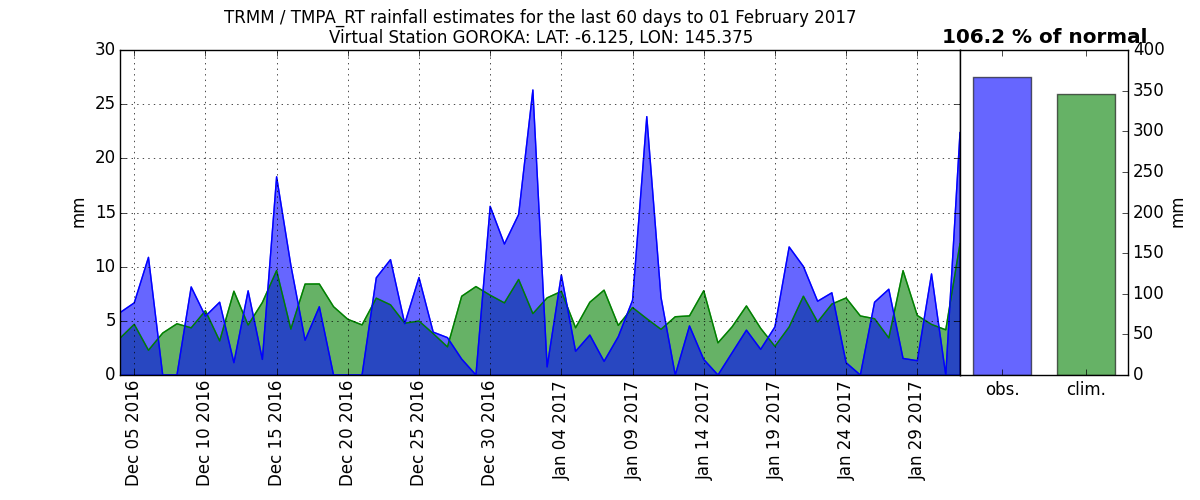 TRMM / TMPA_RT rainfall estimates for the last 60 days to 01 February 2017
Virtual Station GOROKA: LAT: -6.125, LON: 145.375
106.2 % of normal
30
25
20
15
10
5
0
mm
Dec 05 2016
Dec 10 2016
Dec 15 2016
Dec 20 2016
Dec 25 2016
Dec 30 2016
Jan 04 2017
Jan 09 2017
Jan 14 2017
Jan 19 2017
Jan 24 2017
Jan 29 2017
obs.
clim.
400
350
300
250
200
150
100
50
0
mm